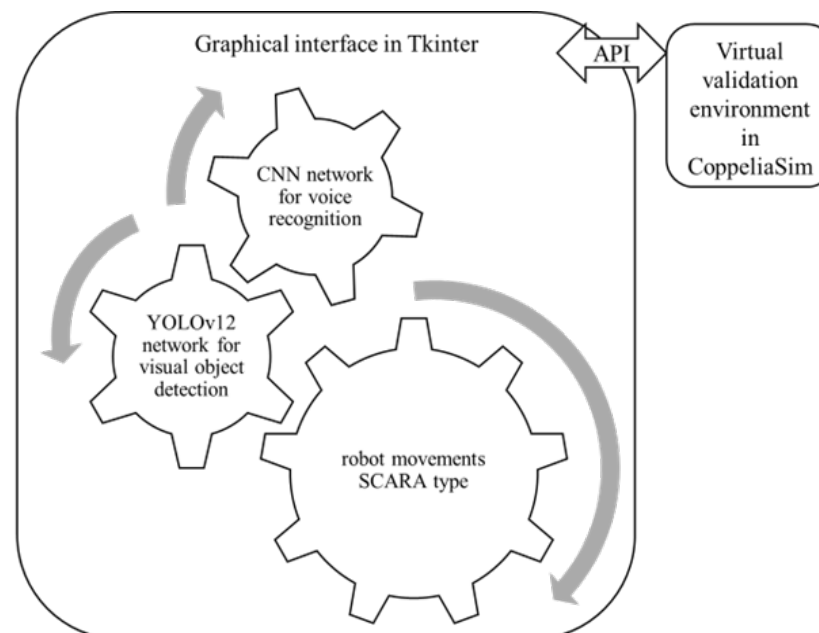 Graphical interface in Tkinter
API
Virtual
validation
environment
in
CoppeliaSim
CNN network
for voice
recognition
YOLOv12
network for
visual object
detection
robot movements
SCARA type